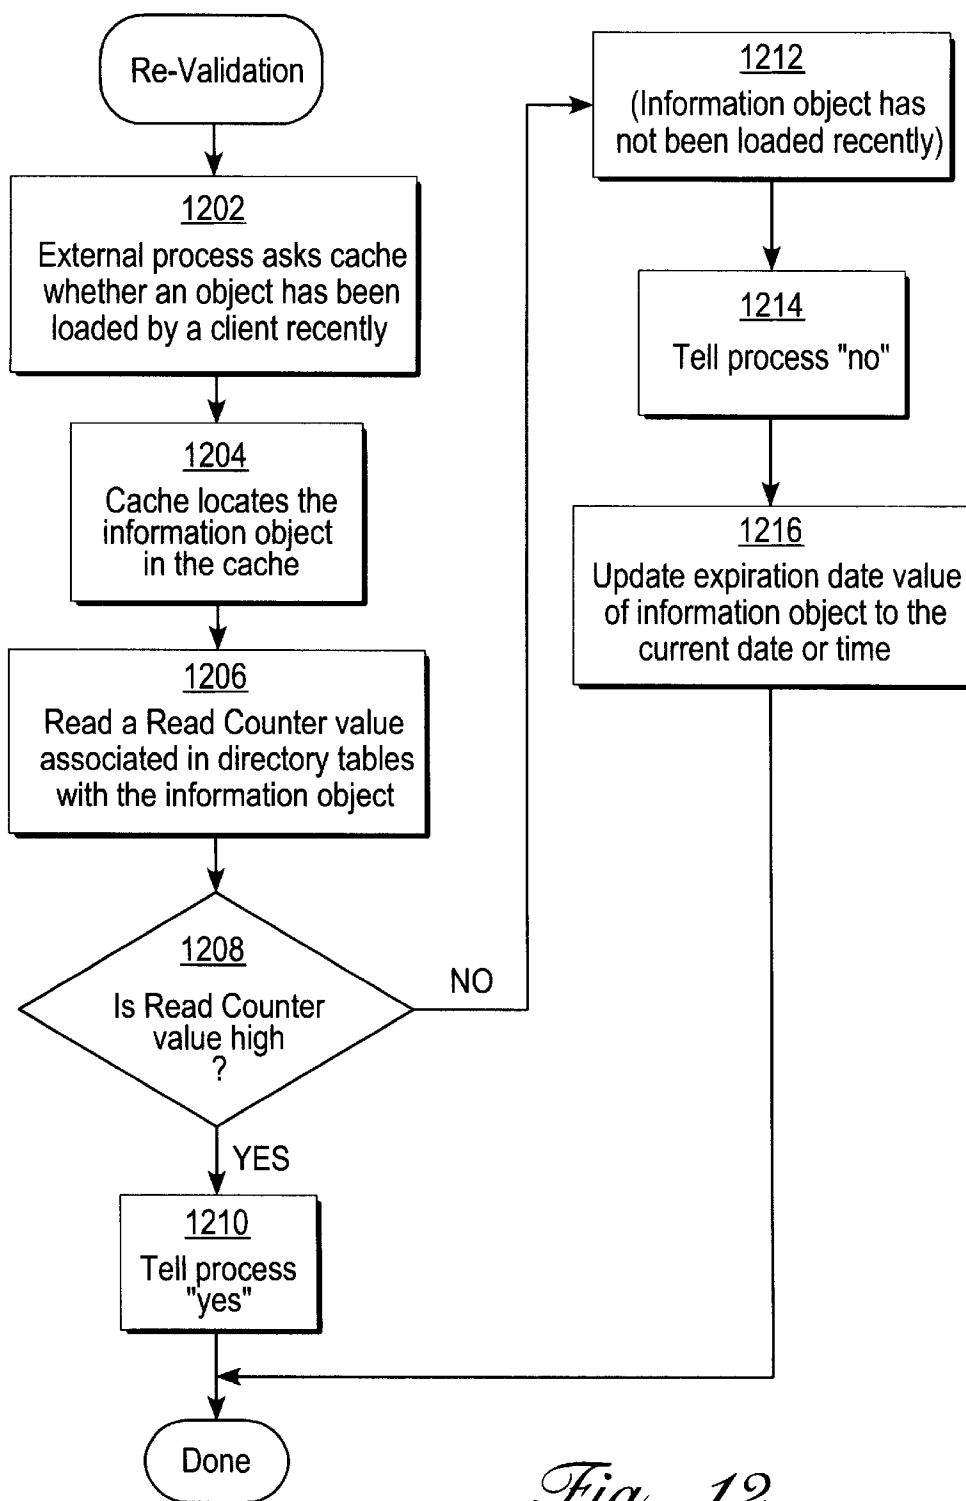 Re-Validation
1202
External process asks cache
whether an object has been
loaded by a client recently
1204
Cache locates the
information object
in the cache
1206
Read a Read Counter value
associated in directory tables
with the information object
1208
Is Read Counter
value high
?
NO
YES
1210
Tell process
"yes"
Done
1212
(Information object has
not been loaded recently)
1214
Tell process "no"
1216
Update expiration date value
of information object to the
current date or time
Fig. 12